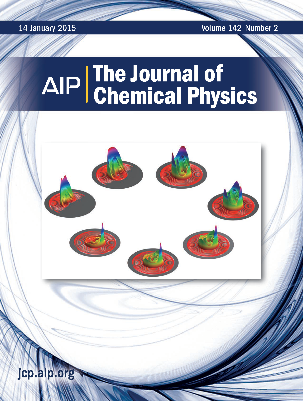 14 January 2015 Volume 142 Number 2
AIP The Journal of
Chemical Physics
jcp.aip.org